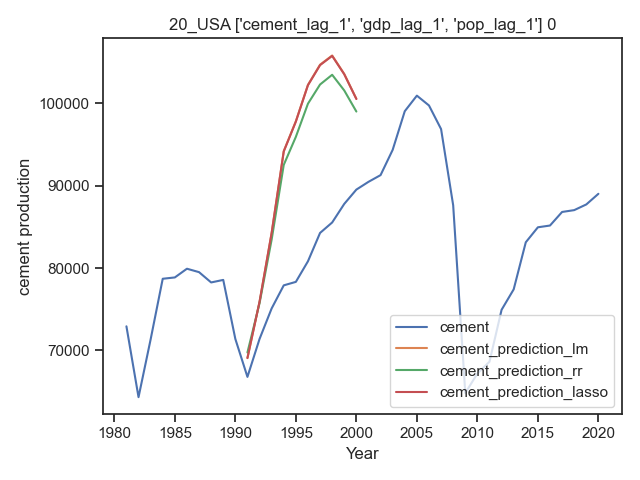 20_USA ['cement_lag_1', 'gdp_lag_1', 'pop_lag_1'] 0
cement production
100000
90000
80000
70000
cement
cement_prediction_lm
cement_prediction_rr
cement_prediction_lasso
1980 1985 1990 1995 2000 2005 2010 2015 2020
Year